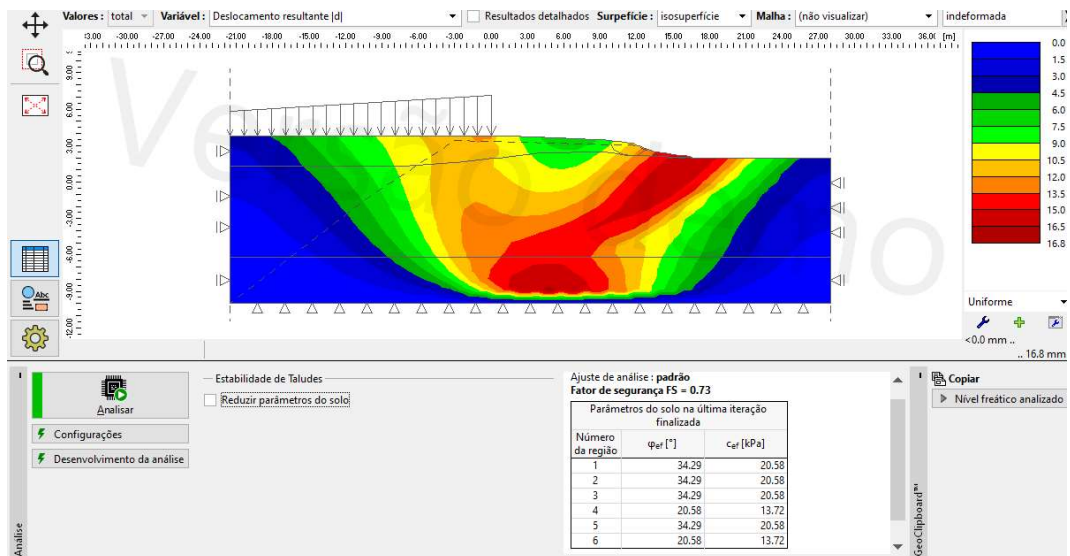 Valores : total Variável : Deslocamento resultante |d| Resultados detalhados Surpefície : isosuperfície Malha : (não visualizar) indeformada
-21.00 -18.00 -15.00 -12.00 -9.00 -6.00 -3.00 0.00 3.00 6.00 9.00 12.00 15.00 18.00 21.00 24.00 27.00 30.00 33.00 [m]
9.00
6.00
3.00
0.00
-3.00
-6.00
-9.00
-12.00
0.0
1.5
3.0
4.5
6.0
7.5
9.0
10.5
12.0
13.5
15.0
16.5
16.8
Uniforme
<0.0 mm ..
.. 16.8 mm
Abc
Análise
Analisar
Configurações
Desenvolvimento da análise
Estabilidade de Taludes
Reduzir parâmetros do solo
Ajuste de análise : padrão
Fator de segurança FS = 0.73
Parâmetros do solo na última iteração
finalizada
Número
da região φef [°] cef [kPa]
1 34.29 20.58
2 34.29 20.58
3 34.29 20.58
4 20.58 13.72
5 34.29 20.58
6 20.58 13.72
GeoClipboard™
Copiar
Nível freático analizado